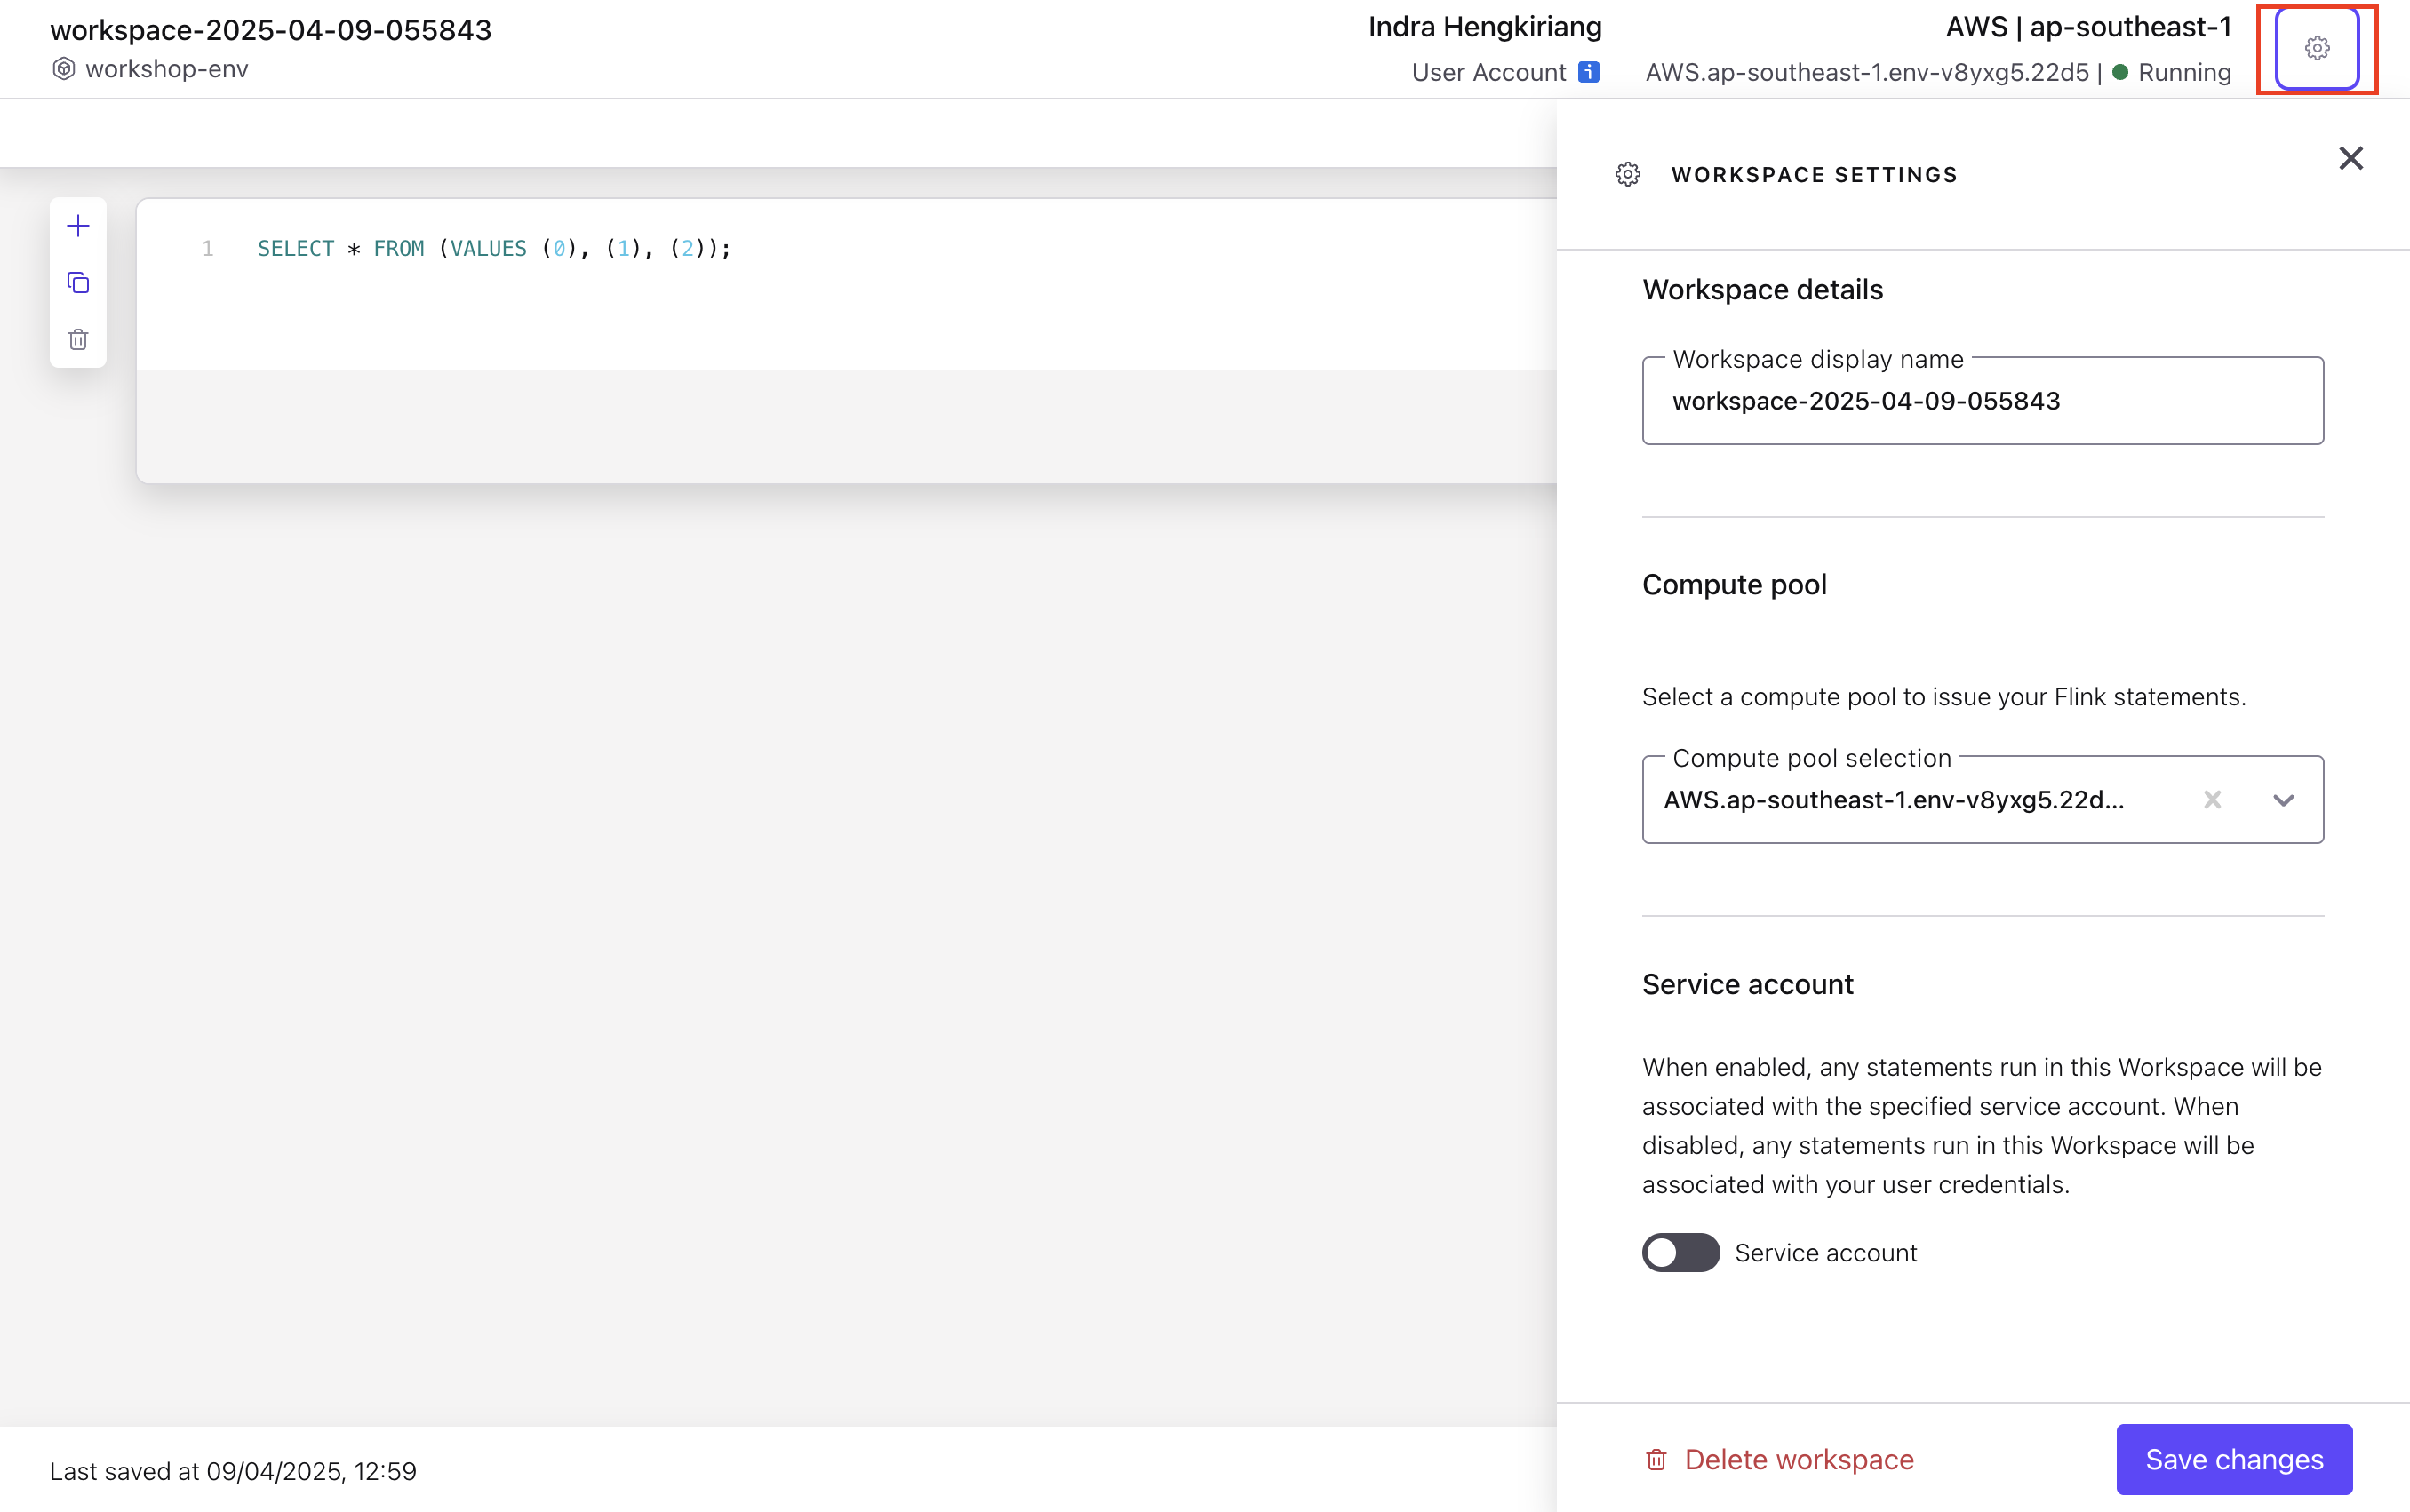 workspace-2025-04-09-055843
workshop-env
Indra Hengkiriang
User Account
AWS | ap-southeast-1
AWS.ap-southeast-1.env-v8yxg5.22d5 | Running
1 SELECT * FROM (VALUES (0), (1), (2));
WORKSPACE SETTINGS
Workspace details
Workspace display name
workspace-2025-04-09-055843
Compute pool
Select a compute pool to issue your Flink statements.
Compute pool selection
AWS.ap-southeast-1.env-v8yxg5.22d...
Service account
When enabled, any statements run in this Workspace will be
associated with the specified service account. When
disabled, any statements run in this Workspace will be
associated with your user credentials.
Service account
Last saved at 09/04/2025, 12:59
Delete workspace
Save changes